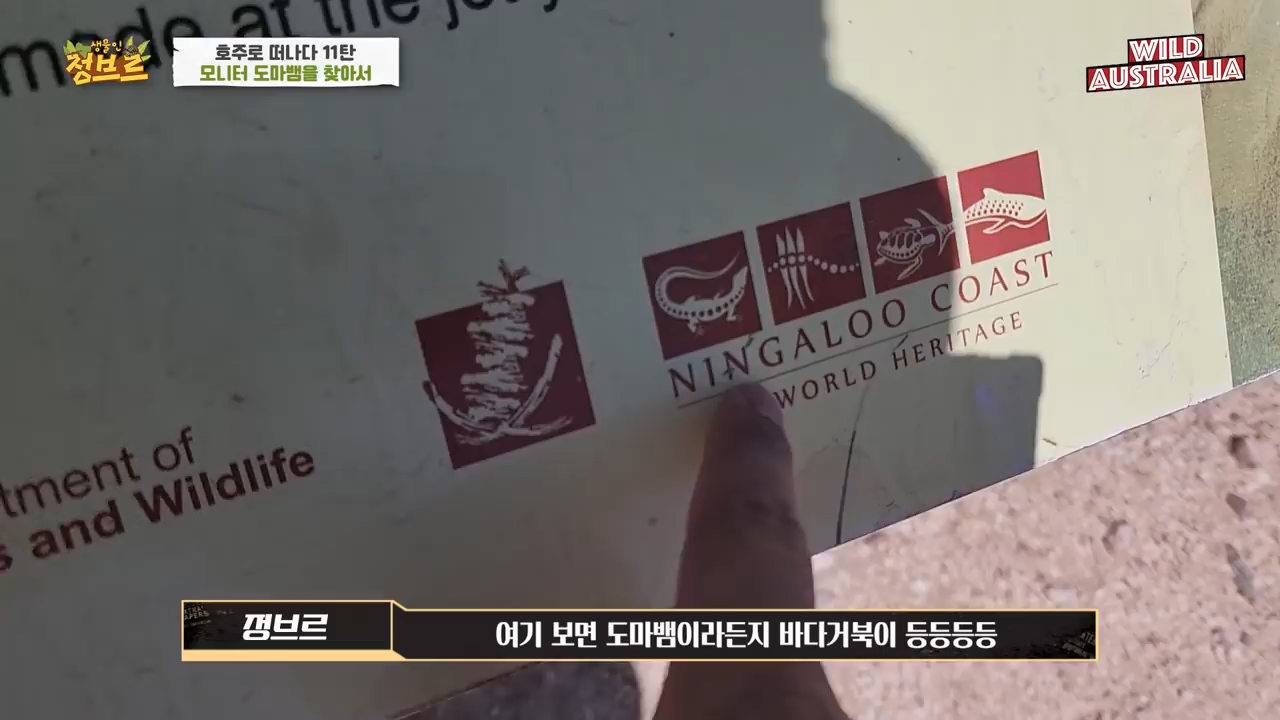 made at the
생물인
정브르
호주로 떠나다 11탄
모니터 도마뱀을 찾아서
WILD
AUSTRALIA
NINGALOO COAST
WORLD HERITAGE
tment of
s and Wildlife
정브르
여기 보면 도마뱀이라든지 바다거북이 등등등등